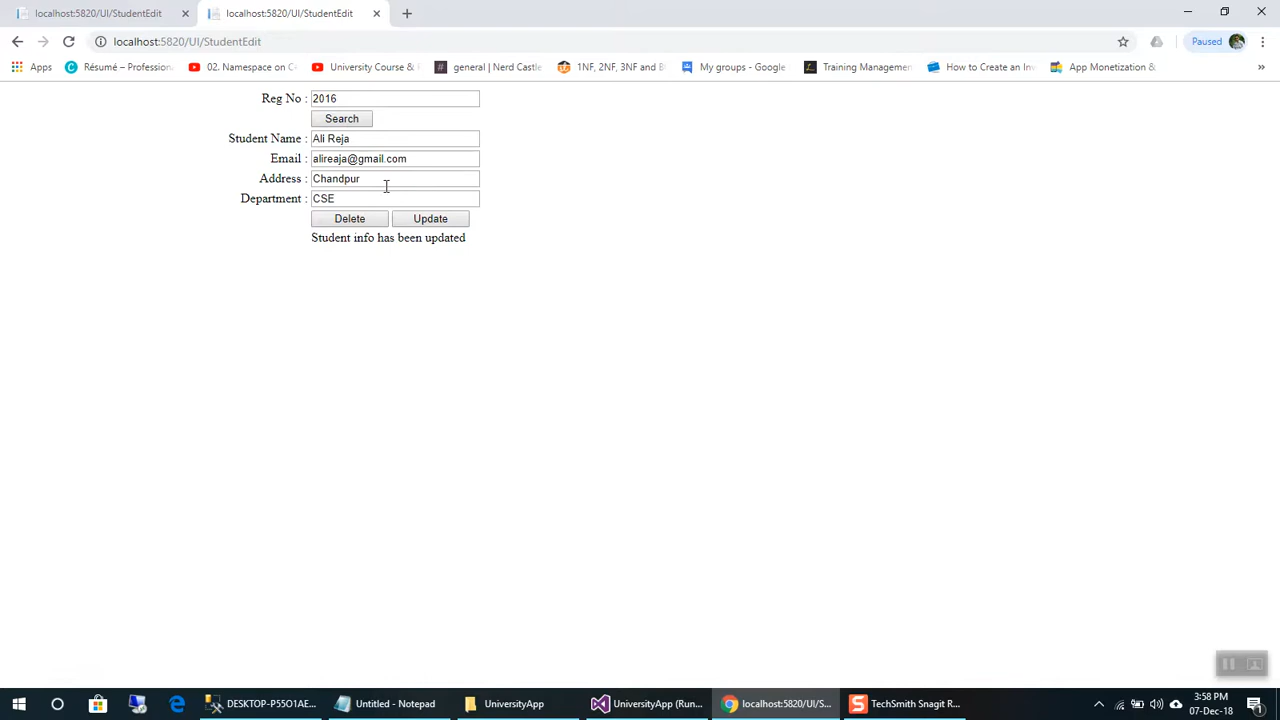 localhost:5820/UI/StudentEdit
localhost:5820/UI/StudentEdit
localhost:5820/UI/StudentEdit
Paused
Apps
Résumé – Profession
02. Namespace on C
University Course &
general | Nerd Castle
1NF, 2NF, 3NF and B
My groups - Google
Training Manageme
How to Create an Inv
App Monetization &
»
Reg No : 2016
Search
Student Name : Ali Reja
Email : alireaja@gmail.com
Address : Chandpur
Department : CSE
Delete Update
Student info has been updated
DESKTOP-P55O1AE...
Untitled - Notepad
UniversityApp
UniversityApp (Run...
localhost:5820/UI/S...
TechSmith Snagit R...
3:58 PM
07-Dec-18